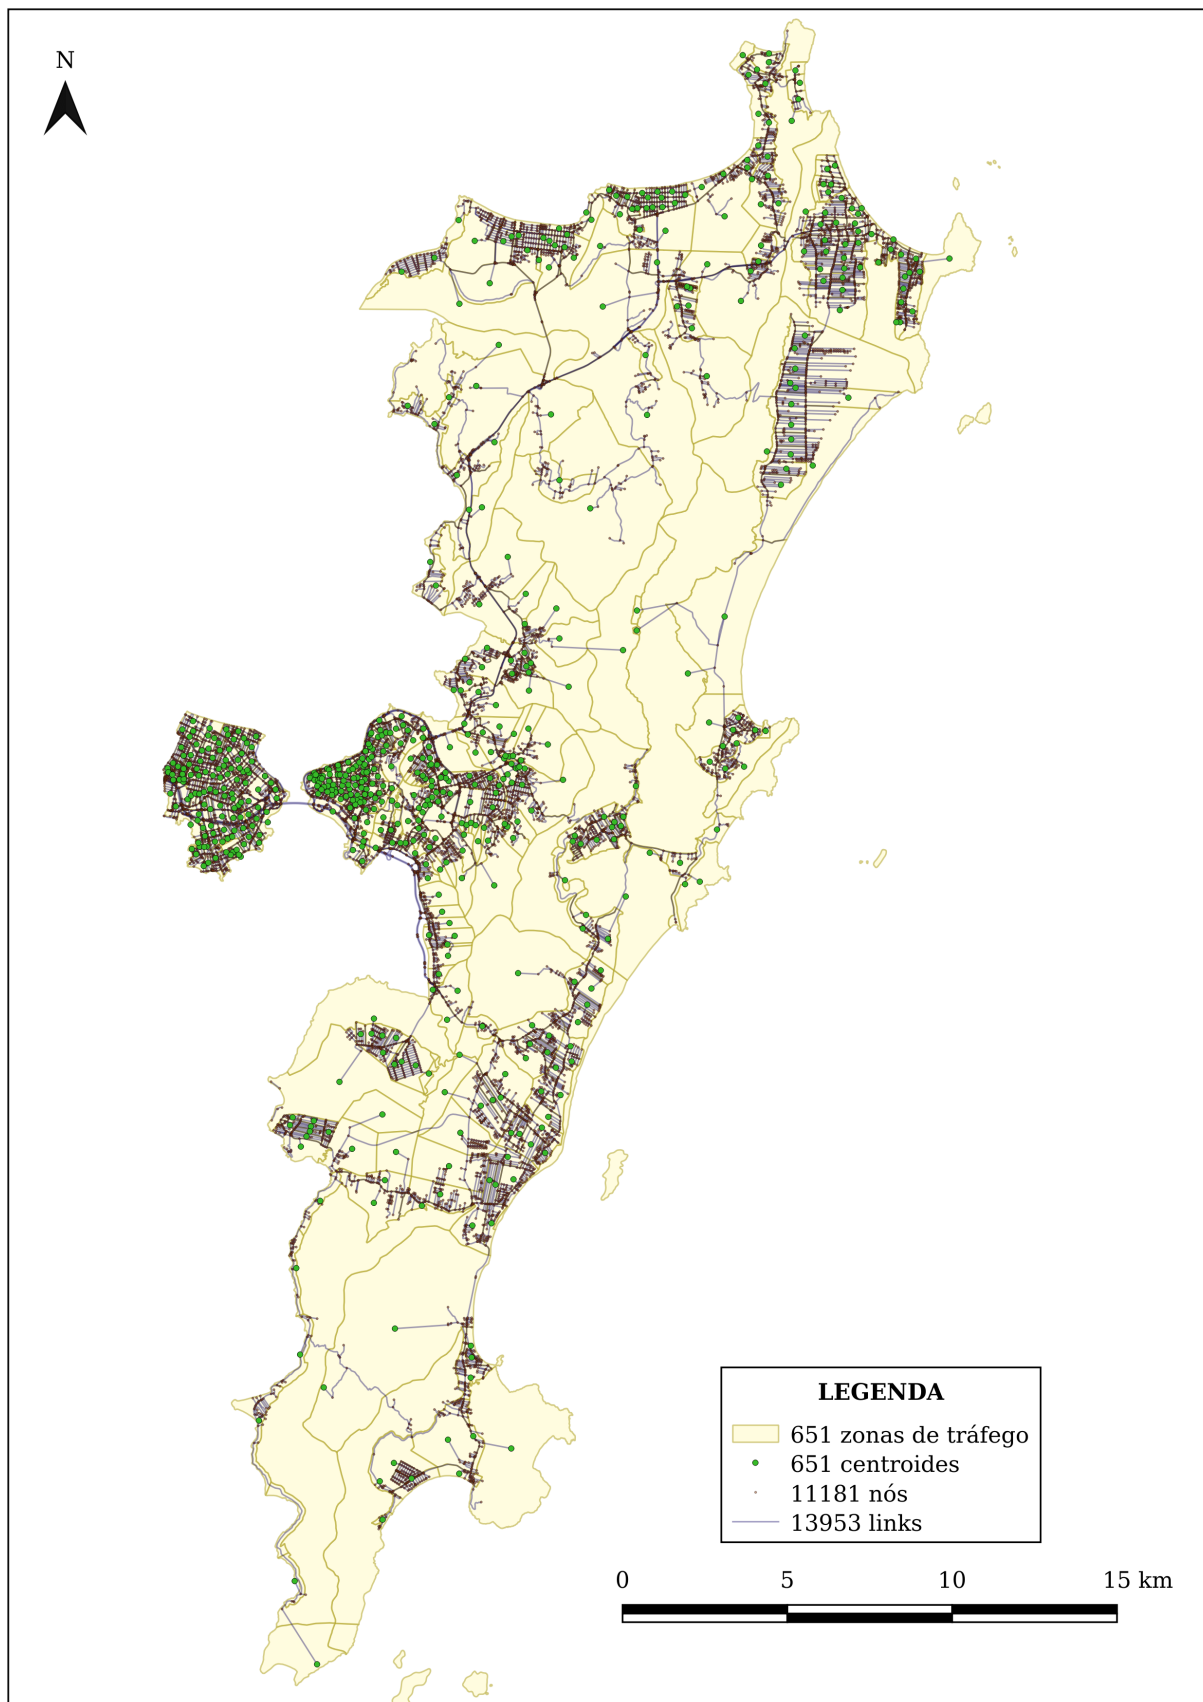 N
LEGENDA
651 zonas de tráfego
651 centroides
11181 nós
13953 links
0 5 10 15 km